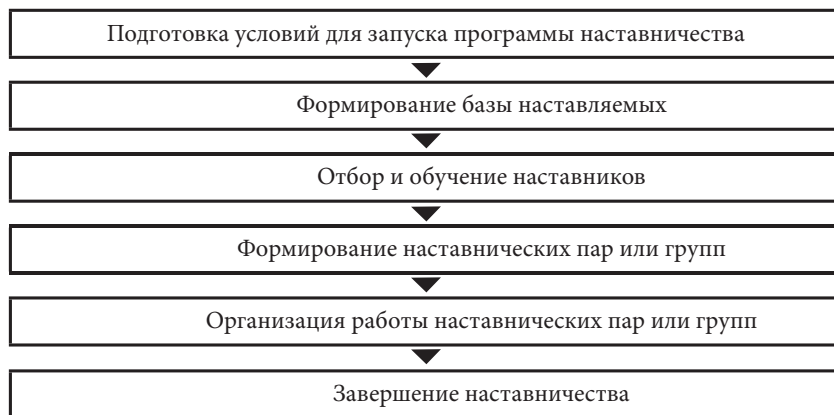 Подготовка условий для запуска программы наставничества
Формирование базы наставляемых
Отбор и обучение наставников
Формирование наставнических пар или групп
Организация работы наставнических пар или групп
Завершение наставничества